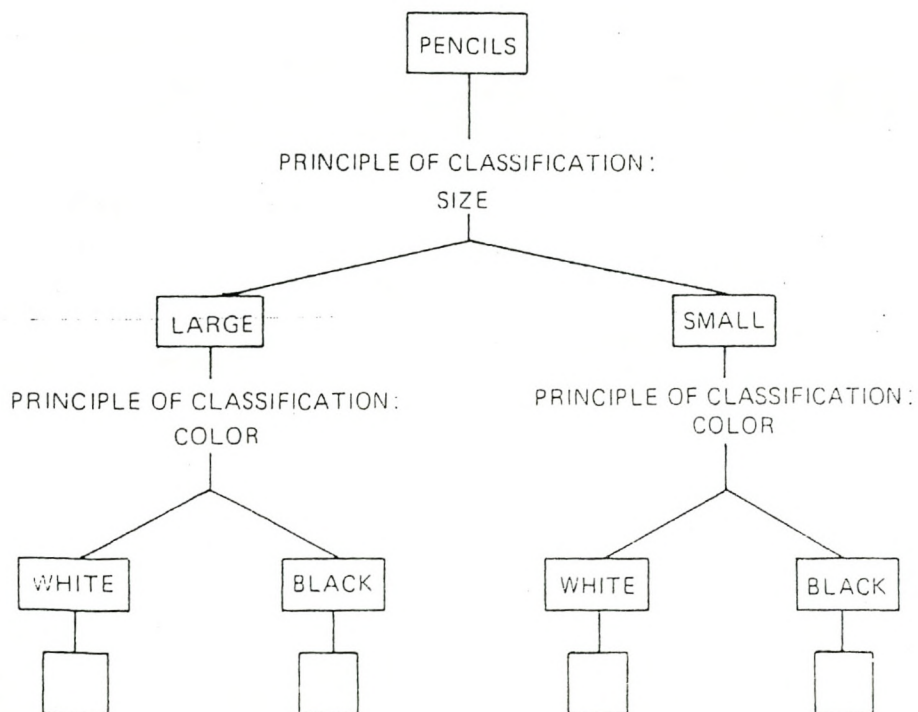 PENCILS
PRINCIPLE OF CLASSIFICATION:
SIZE
LARGE
SMALL
PRINCIPLE OF CLASSIFICATION:
COLOR
PRINCIPLE OF CLASSIFICATION:
COLOR
WHITE
BLACK
WHITE
BLACK